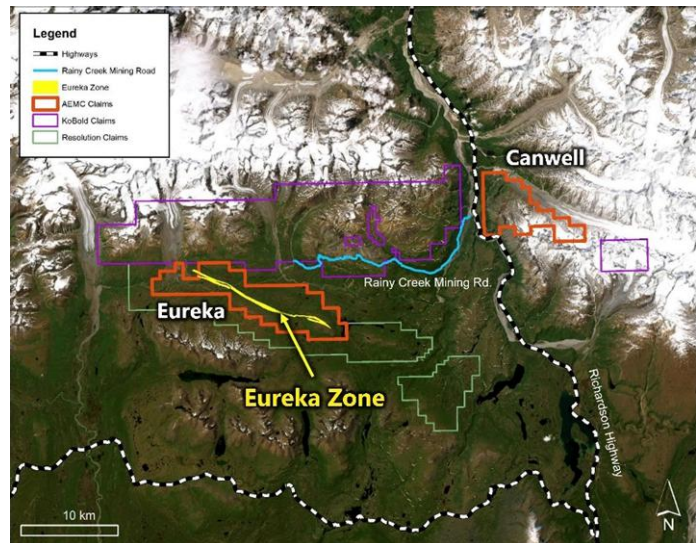 Legend
Highways
Rainy Creek Mining Road
Eureka Zone
AEMC Claims
KoBold Claims
Resolution Claims
Canwell
Rainy Creek Mining Rd.
Eureka
Eureka Zone
Richardson Highway
10 km
N